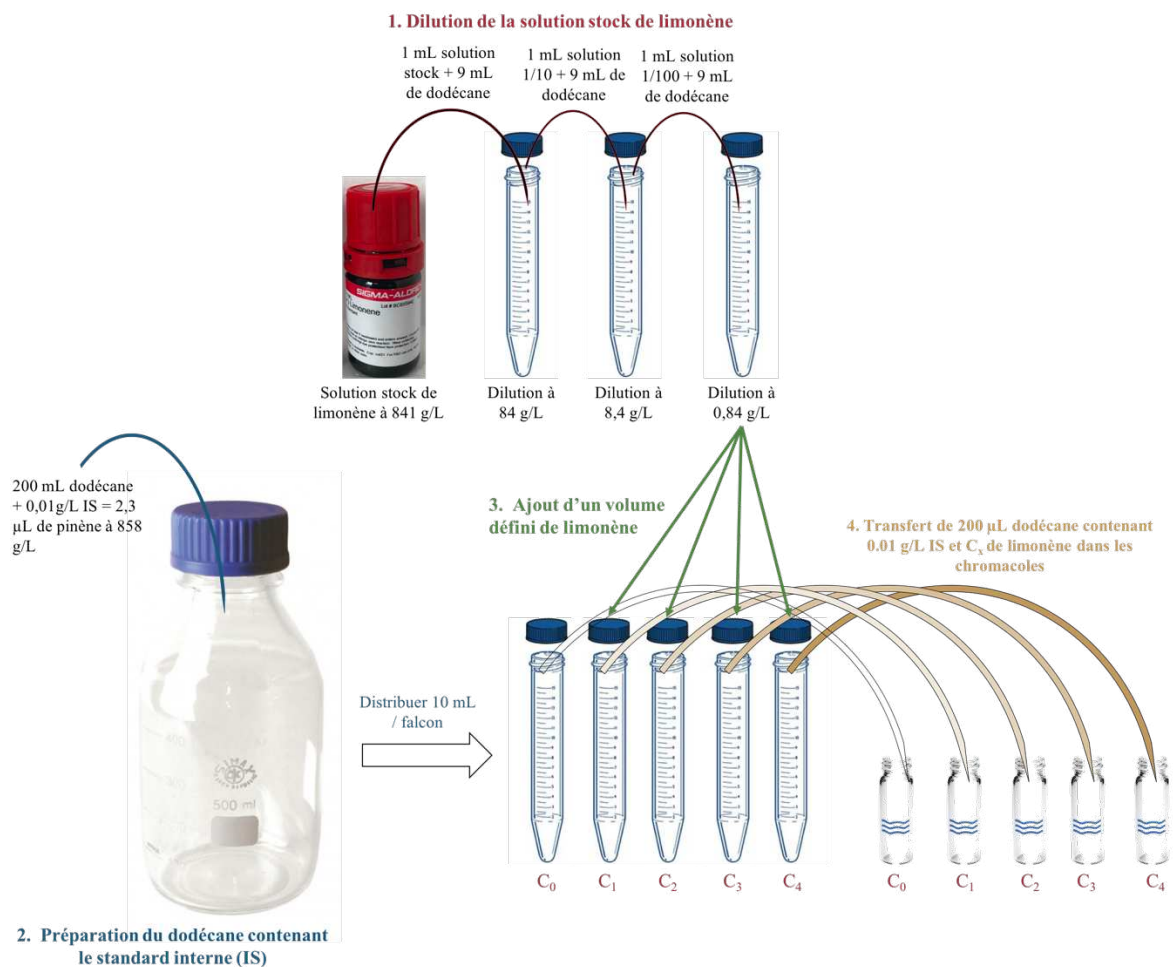 1. Dilution de la solution stock de limonène
1 mL solution
stock + 9 mL
de dodécane
1 mL solution
1/10 + 9 mL de
dodécane
1 mL solution
1/100 + 9 mL
de dodécane
SIGMA-ALDRIC
Limonene
Solution stock de
limonène à 841 g/L
Dilution à
84 g/L
Dilution à
8,4 g/L
Dilution à
0,84 g/L
200 mL dodécane
+ 0,01g/L IS = 2,3
µL de pinène à 858
g/L
3. Ajout d’un volume
défini de limonène
4. Transfert de 200 µL dodécane contenant
0.01 g/L IS et Cₓ de limonène dans les
chromacoles
Distribuer 10 mL
/ falcon
400
SIMAX
500 ml
C₀
C₁
C₂
C₃
C₄
C₀
C₁
C₂
C₃
C₄
2. Préparation du dodécane contenant
le standard interne (IS)